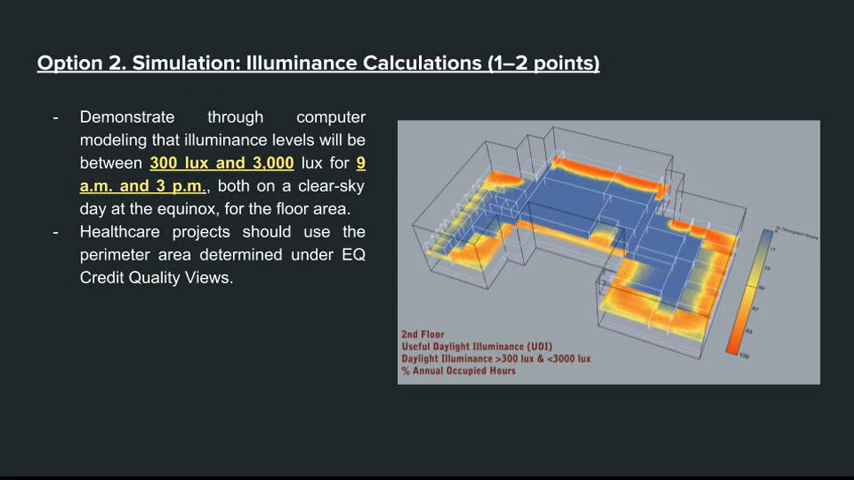 Option 2. Simulation: Illuminance Calculations (1–2 points)
- Demonstrate through computer
modeling that illuminance levels will be
between 300 lux and 3,000 lux for 9
a.m. and 3 p.m., both on a clear-sky
day at the equinox, for the floor area.
- Healthcare projects should use the
perimeter area determined under EQ
Credit Quality Views.
2nd Floor
Useful Daylight Illuminance (UDI)
Daylight Illuminance >300 lux & <3000 lux
% Annual Occupied Hours
% Occupied Hours
100